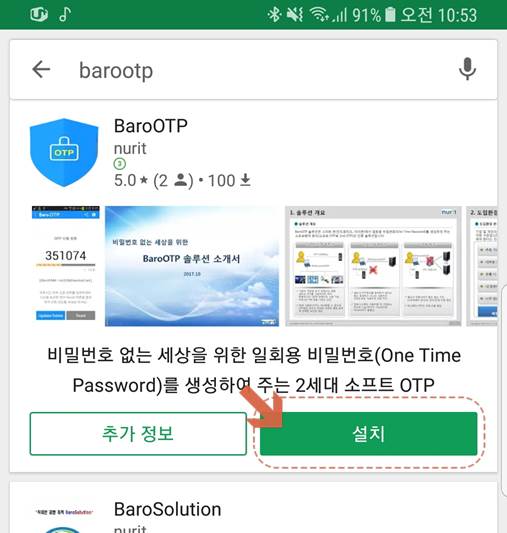 91% 오전 10:53
barootp
OTP
BaroOTP
nurit
3
5.0 ★ (2) • 100
BaroOTP
351074
비밀번호 없는 세상을 위한
BaroOTP 솔루션 소개서
2017.10
1. 솔루션 개요
nurit
2. 도입환경
비밀번호 없는 세상을 위한 일회용 비밀번호(One Time
Password)를 생성하여 주는 2세대 소프트 OTP
추가 정보
설치
BaroSolution
nurit